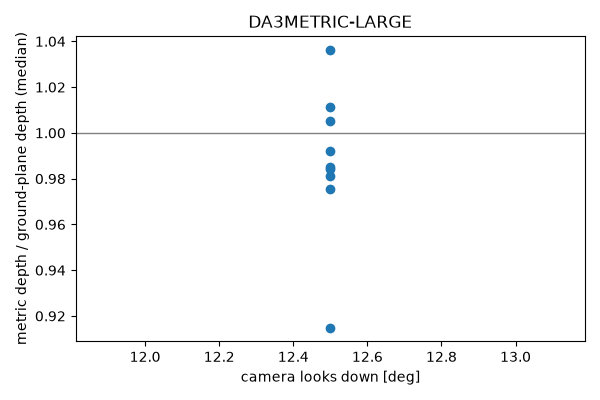 DA3METRIC-LARGE
metric depth / ground-plane depth (median)
1.04
1.02
1.00
0.98
0.96
0.94
0.92
12.0 12.2 12.4 12.6 12.8 13.0
camera looks down [deg]